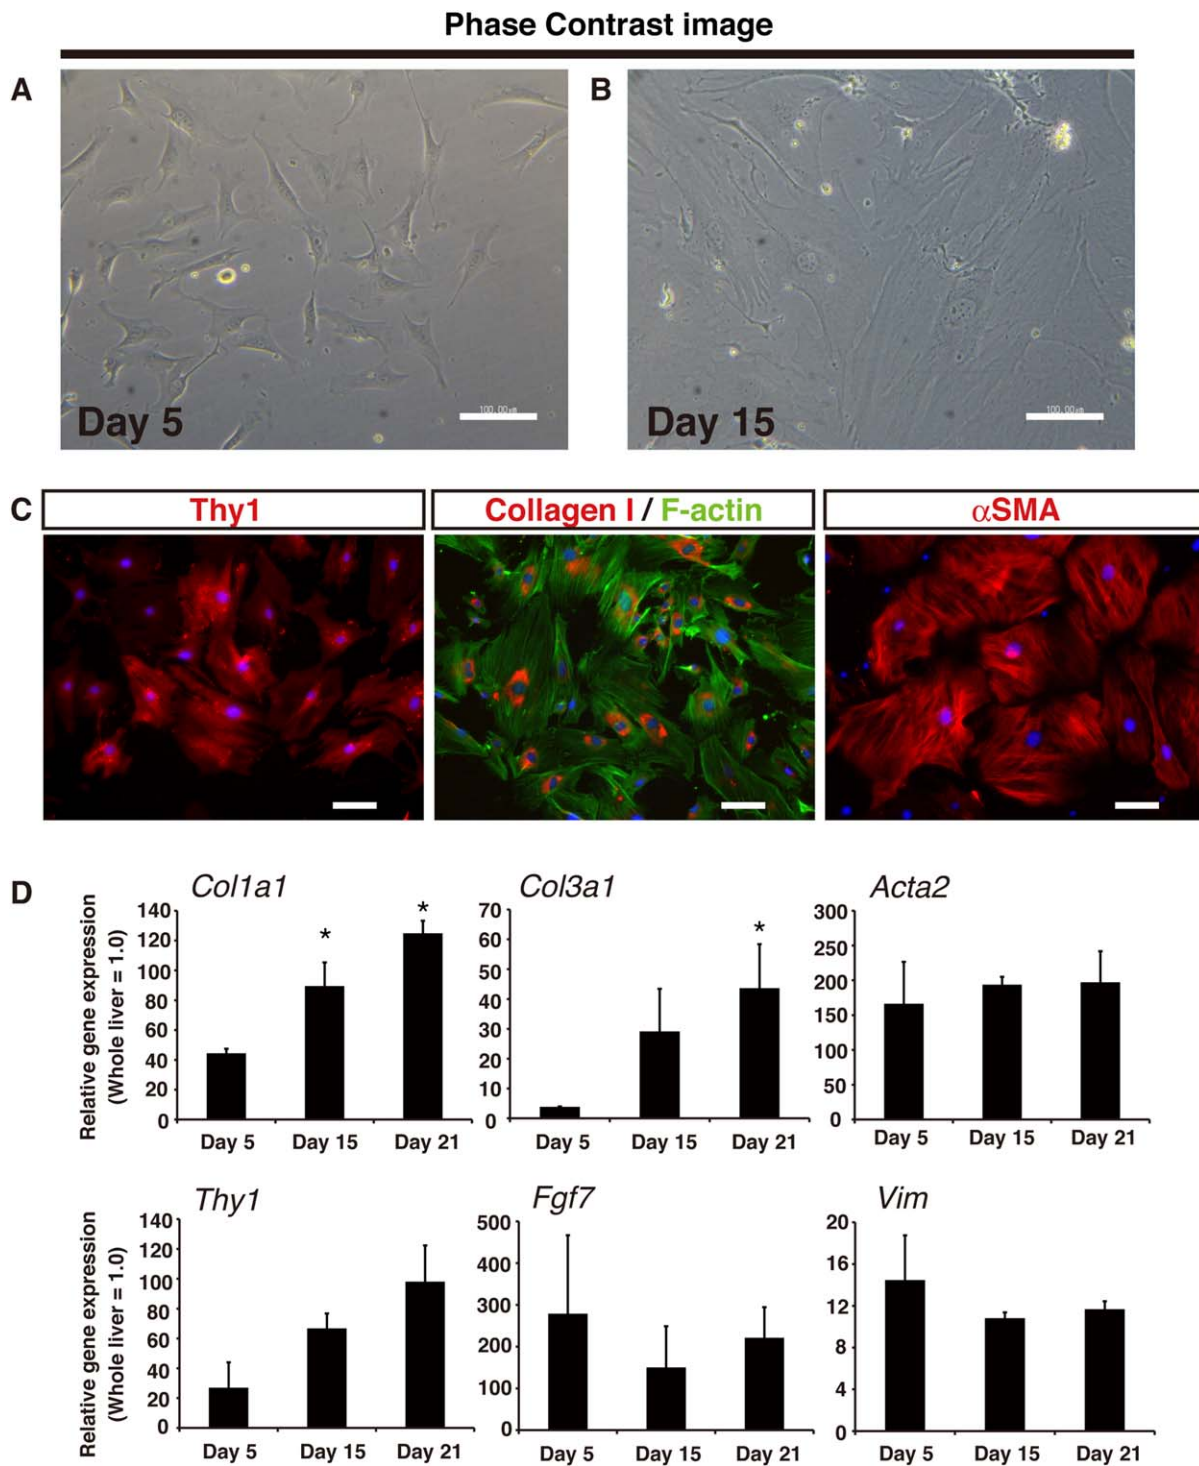 Phase Contrast image
A
B
Day 5
100.00μm
Day 15
100.00μm
C
Thy1
Collagen I / F-actin
αSMA
D
Col1a1
Col3a1
Acta2
Relative gene expression
(Whole liver = 1.0)
140
120
100
80
60
40
20
0
*
*
Day 5 Day 15 Day 21
70
60
50
40
30
20
10
0
*
Day 5 Day 15 Day 21
300
250
200
150
100
50
0
Day 5 Day 15 Day 21
Thy1
Fgf7
Vim
Relative gene expression
(Whole liver = 1.0)
140
120
100
80
60
40
20
0
Day 5 Day 15 Day 21
500
400
300
200
100
0
Day 5 Day 15 Day 21
20
16
12
8
4
0
Day 5 Day 15 Day 21